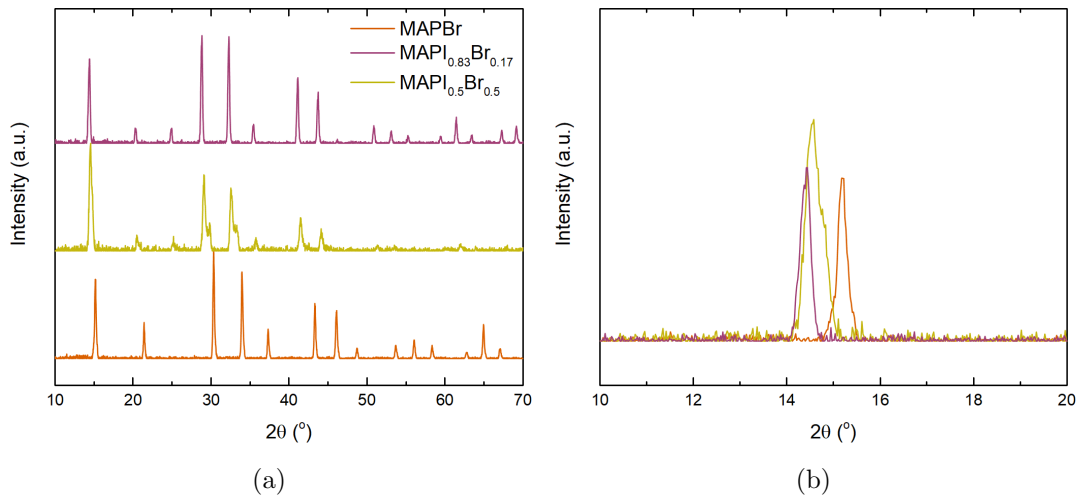 MAPBr
MAPI0.83Br0.17
MAPI0.5Br0.5
Intensity (a.u.)
10 20 30 40 50 60 70
2θ (°)
(a)
Intensity (a.u.)
10 12 14 16 18 20
2θ (°)
(b)